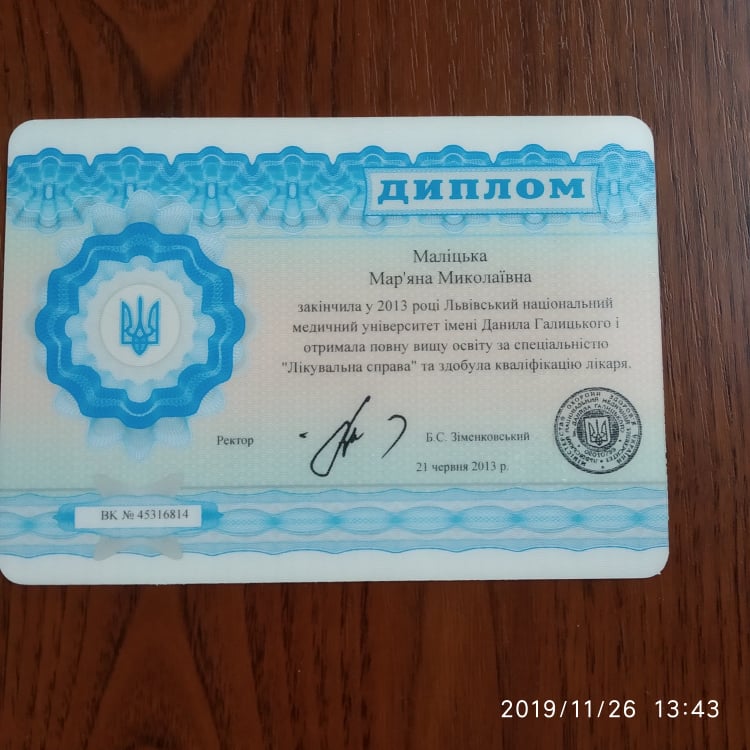 ДИПЛОМ
Маліцька
Мар'яна Миколаївна
закінчила у 2013 році Львівський національний
медичний університет імені Данила Галицького і
отримала повну вищу освіту за спеціальністю
"Лікувальна справа" та здобула кваліфікацію лікаря.
Ректор
Б.С. Зіменковський
21 червня 2013 р.
ВК № 45316814
2019/11/26 13:43